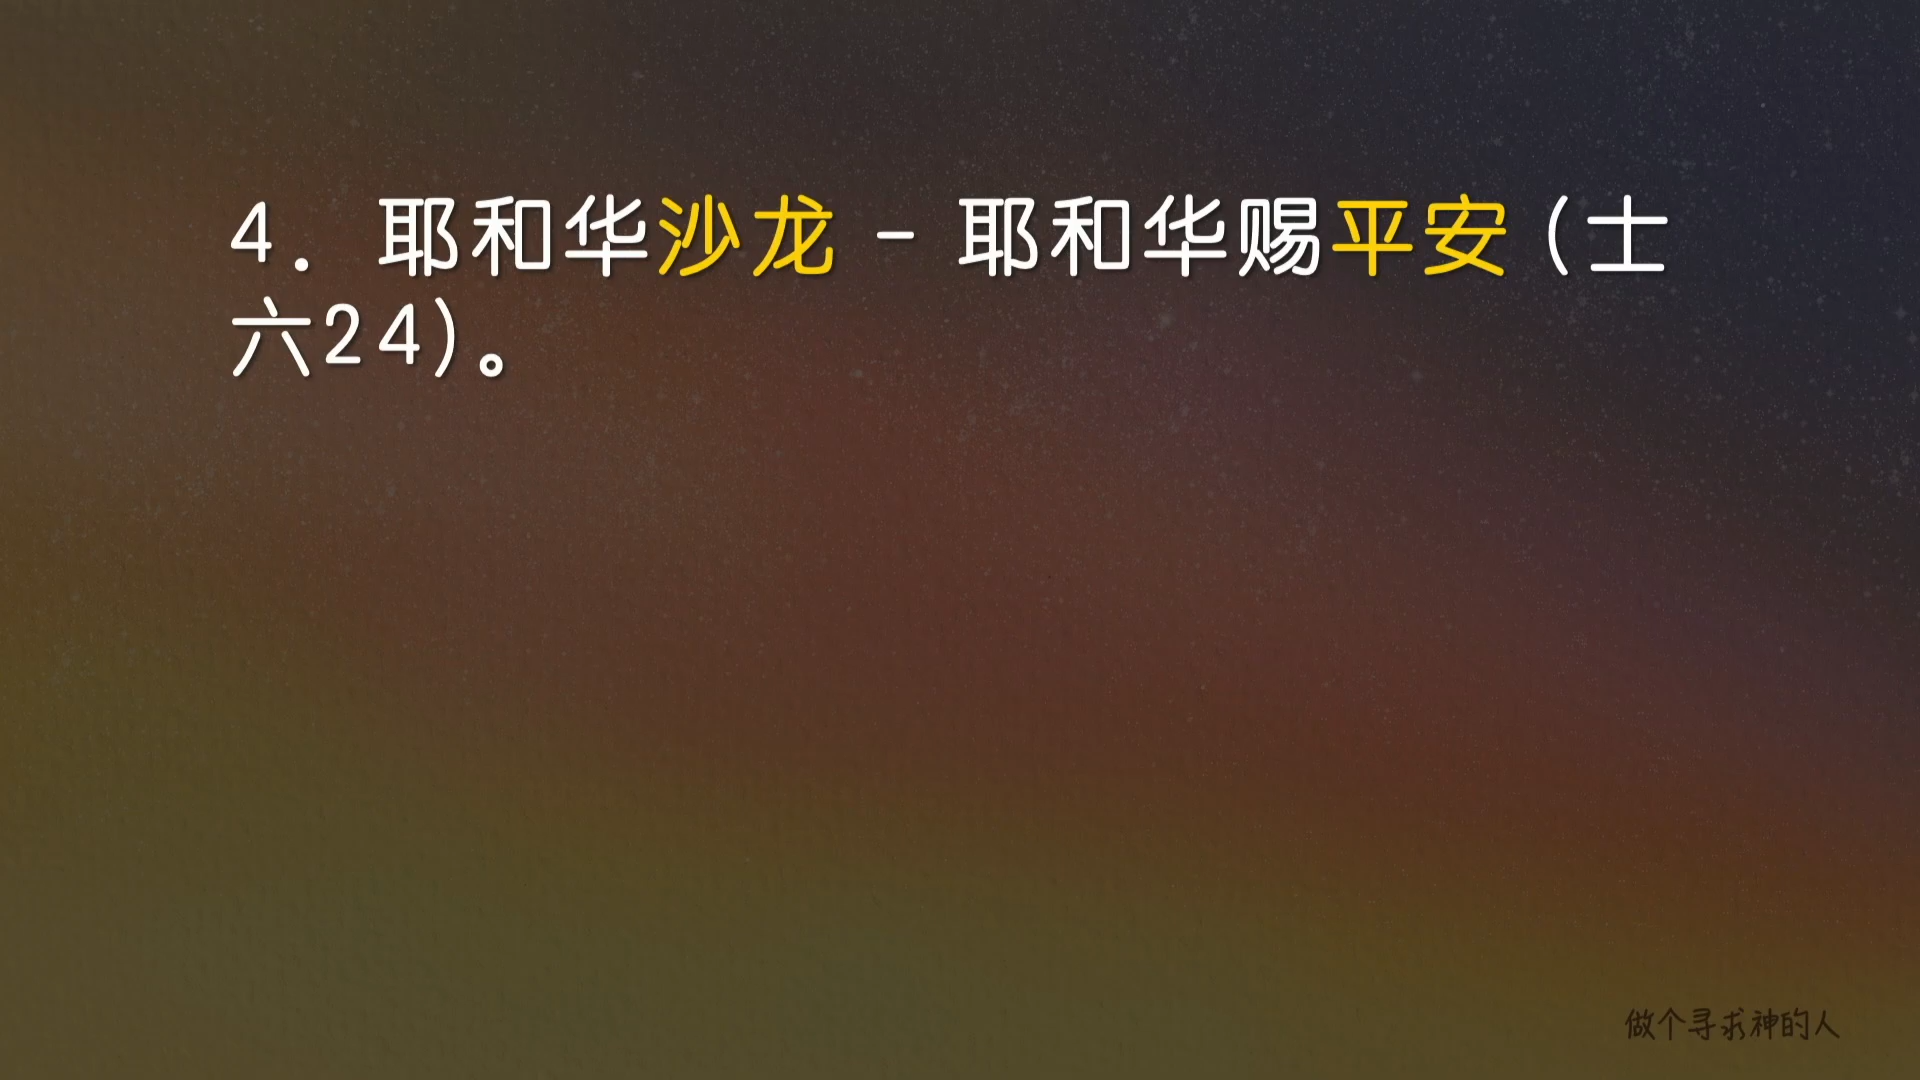 4. 耶和华沙龙 - 耶和华赐平安 (士
六24)。
做个寻求神的人